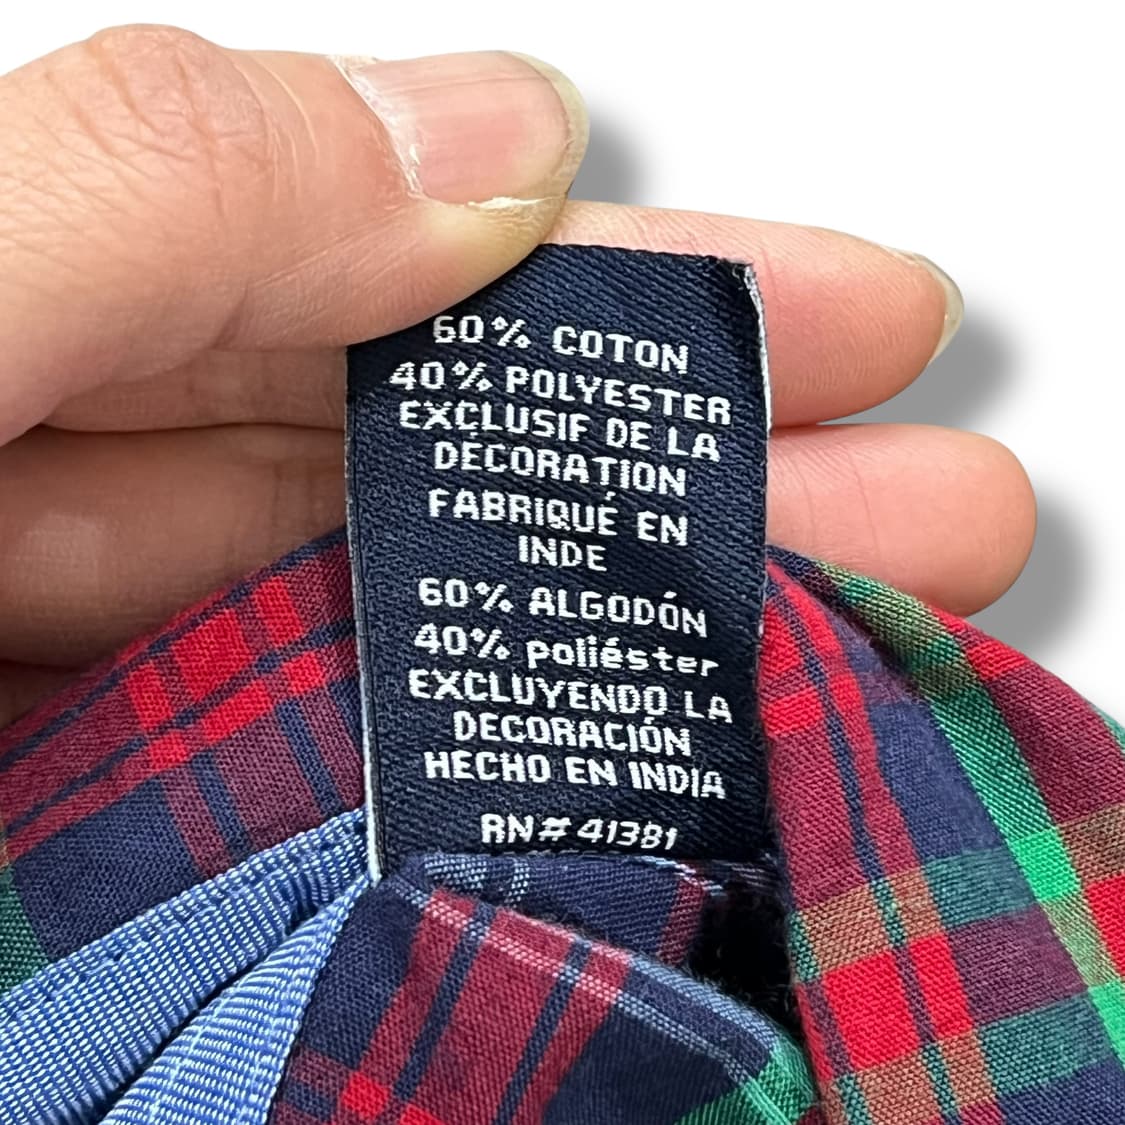 60% COTON
40% POLYESTER
EXCLUSIF DE LA
DÉCORATION
FABRIQUÉ EN
INDE
60% ALGODÓN
40% poliéster
EXCLUYENDO LA
DECORACIÓN
HECHO EN INDIA
RN# 41381